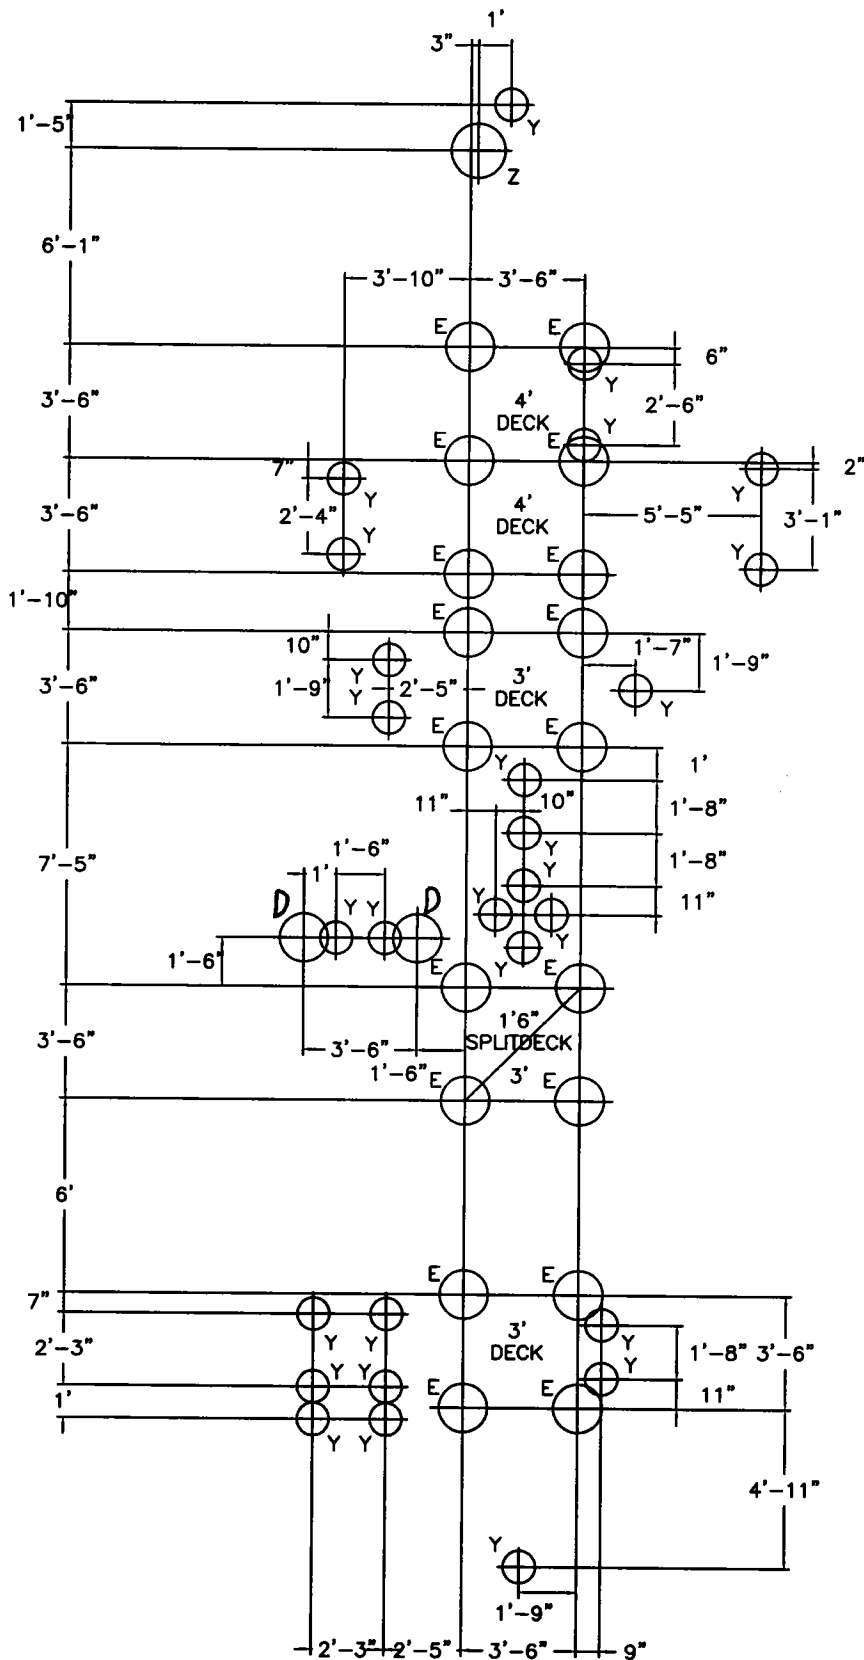 1'
3"
1'-5"
Y
Z
6'-1"
3'-10"
3'-6"
E
E
6"
Y
3'-6"
4'
DECK
2'-6"
Y
E
E
7"
2"
Y
Y
3'-6"
2'-4"
4'
DECK
5'-5"
3'-1"
Y
Y
E
E
1'-10"
E
E
10"
1'-7"
1'-9"
3'-6"
Y
1'-9"
Y
2'-5"
3'
DECK
Y
E
E
Y
1'
11"
10"
1'-8"
Y
7'-5"
1'-6"
1'-8"
1'
Y
D
Y
Y
D
Y
Y
11"
1'-6"
Y
E
E
1'6"
3'-6"
SPLITDECK
3'-6"
1'-6"
3'
E
E
6'
E
E
7"
Y
Y
3'
DECK
Y
2'-3"
1'-8"
3'-6"
Y
Y
Y
1'
E
E
11"
Y
Y
4'-11"
Y
1'-9"
2'-3"
2'-5"
3'-6"
9"